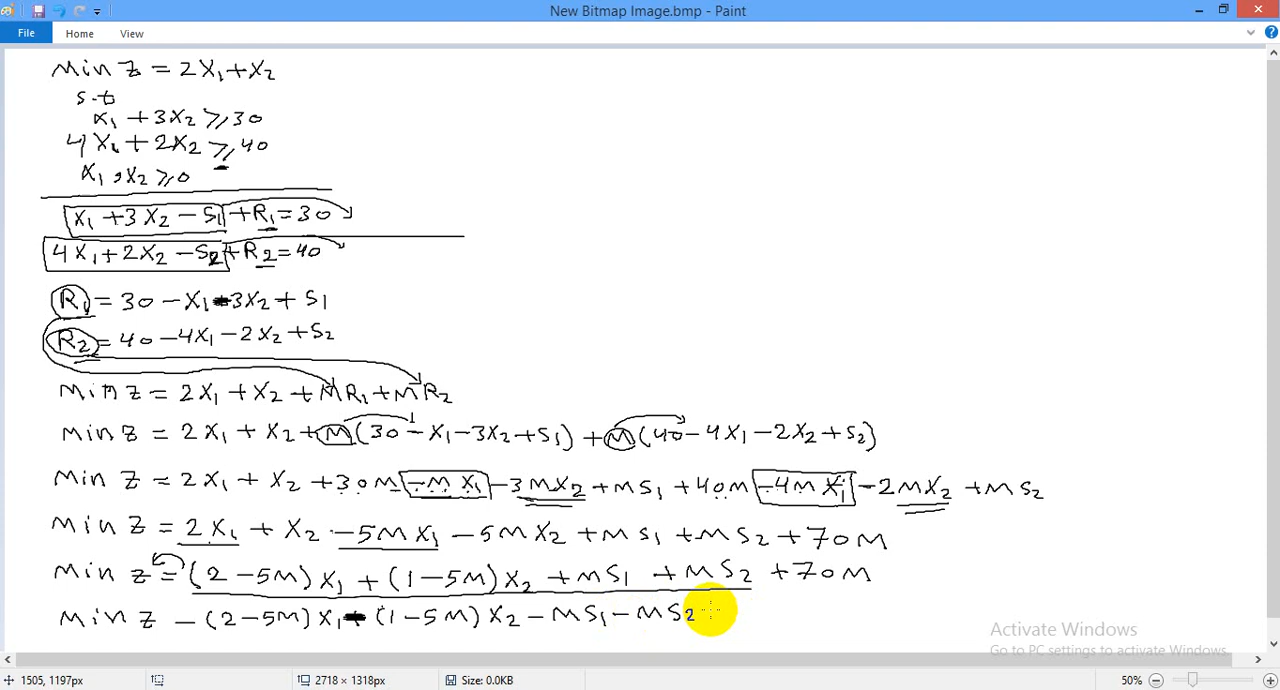 New Bitmap Image.bmp - Paint
File Home View
Min Z = 2X1+X2
s.t
X1 + 3X2 ≥ 30
4X1 + 2X2 ≥ 40
X1, X2 ≥ 0
X1 + 3X2 - S1 + R1 = 30
4X1 + 2X2 - S2 + R2 = 40
R1 = 30 - X1 - 3X2 + S1
R2 = 40 - 4X1 - 2X2 + S2
Min Z = 2X1 + X2 + MR1 + MR2
Min Z = 2X1 + X2 + M(30 - X1 - 3X2 + S1) + M(40 - 4X1 - 2X2 + S2)
Min Z = 2X1 + X2 + 30M - MX1 - 3MX2 + MS1 + 40M - 4MX1 - 2MX2 + MS2
Min Z = 2X1 + X2 - 5MX1 - 5MX2 + MS1 + MS2 + 70M
Min Z = (2-5M)X1 + (1-5M)X2 + MS1 + MS2 + 70M
Min Z - (2-5M)X1 - (1-5M)X2 - MS1 - MS2
Activate Windows
Go to PC settings to activate Windows.
1505, 1197px 2718 × 1318px Size: 0.0KB 50%